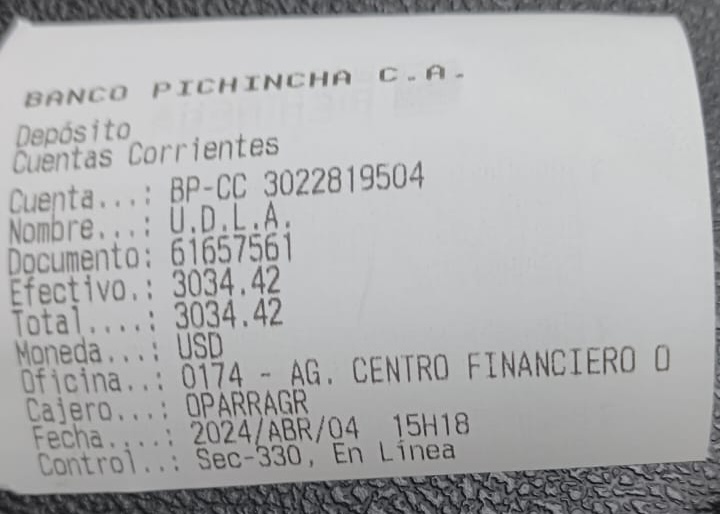 BANCO PICHINCHA C.A.
Depósito
Cuentas Corrientes
Cuenta...: BP-CC 3022819504
Nombre...: U.D.L.A.
Documento: 61657561
Efectivo.: 3034.42
Total....: 3034.42
Moneda...: USD
Oficina..: 0174 - AG. CENTRO FINANCIERO O
Cajero...: OPARRAGR
Fecha....: 2024/ABR/04 15H18
Control..: Sec-330, En Línea